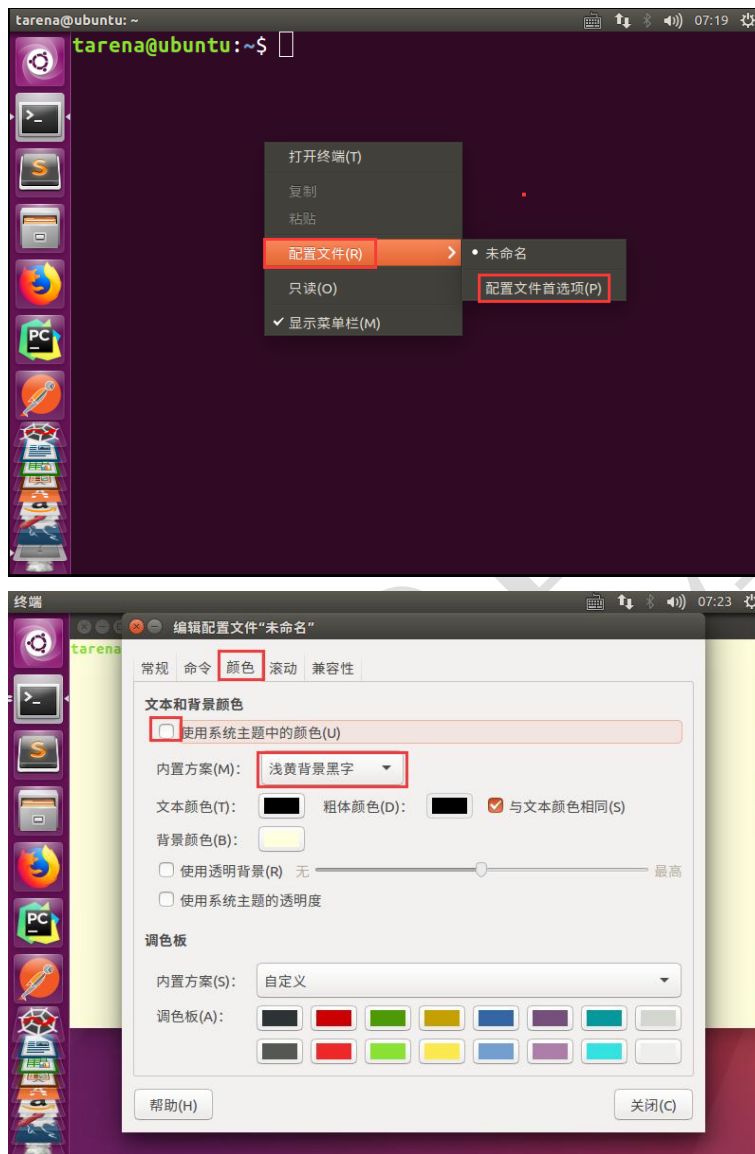 tarena@ubuntu: ~
07:19
tarena@ubuntu:~$
打开终端(T)
复制
粘贴
配置文件(R)
• 未命名
只读(O)
配置文件首选项(P)
✔ 显示菜单栏(M)
终端
07:23
编辑配置文件“未命名”
tarena
常规 命令 颜色 滚动 兼容性
文本和背景颜色
使用系统主题中的颜色(U)
内置方案(M): 浅黄背景黑字
文本颜色(T): 粗体颜色(D): 与文本颜色相同(S)
背景颜色(B):
使用透明背景(R) 无 最高
使用系统主题的透明度
调色板
内置方案(S): 自定义
调色板(A):
帮助(H) 关闭(C)